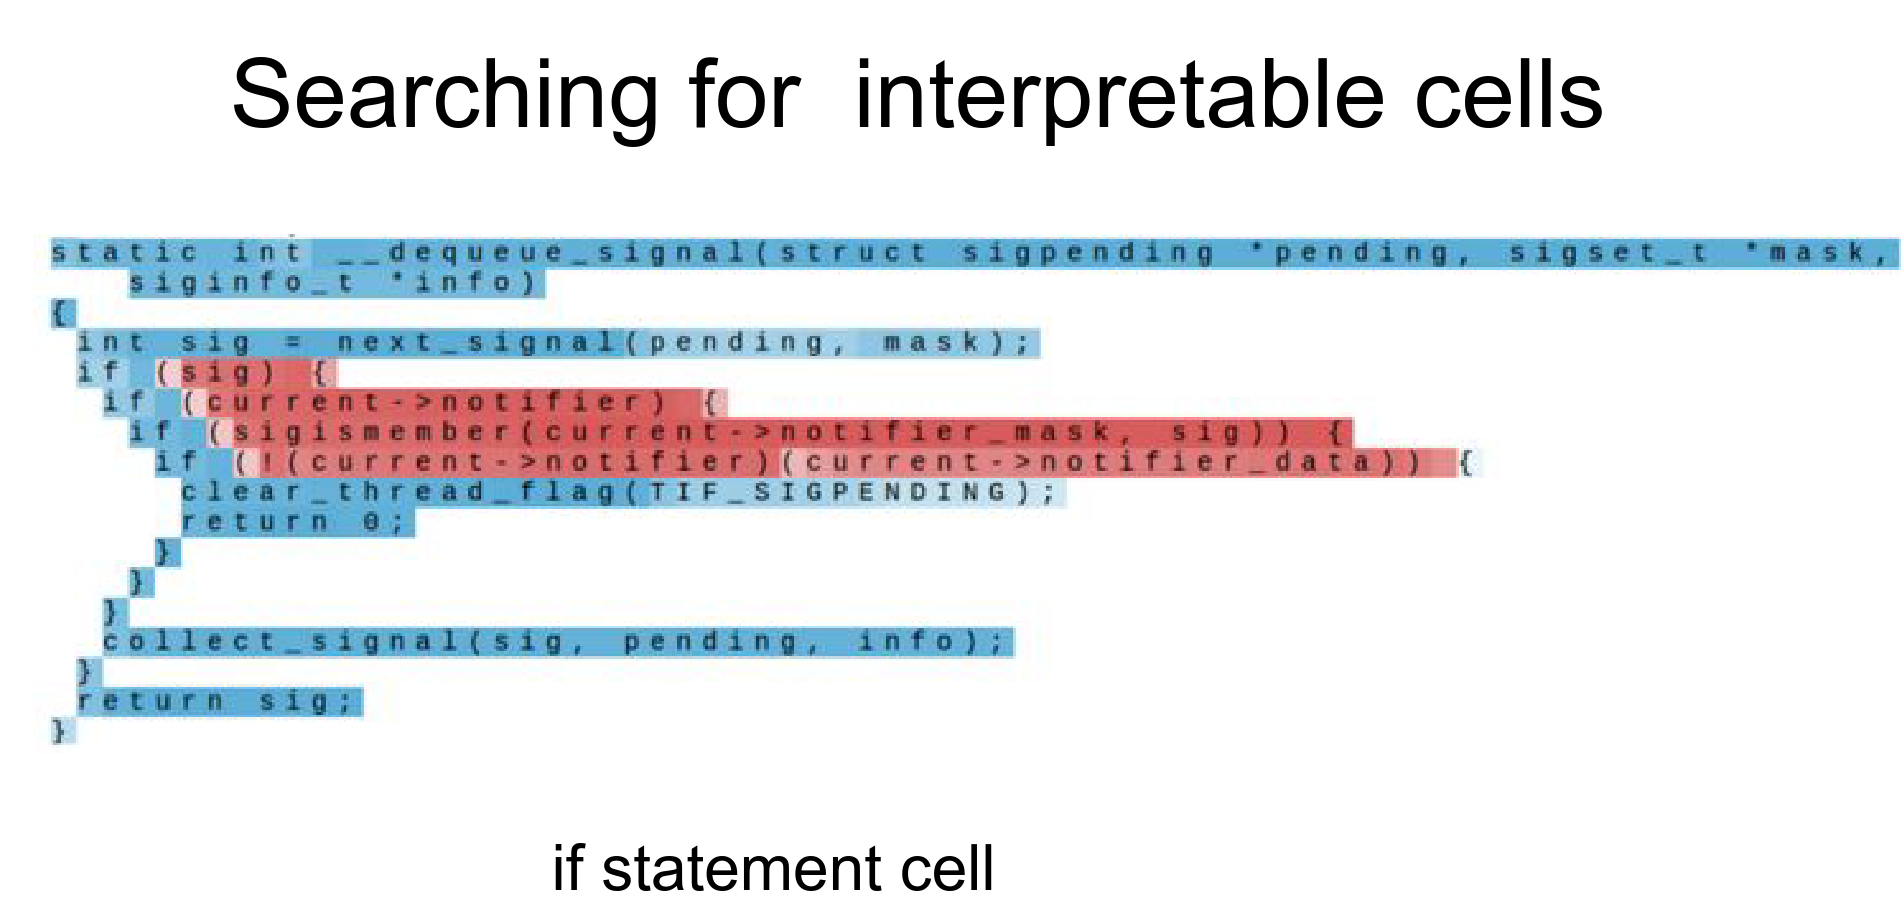 Searching for  interpretable cells
static int __dequeue_signal(struct sigpending *pending, sigset_t *mask,
    siginfo_t *info)
{
 int sig = next_signal(pending, mask);
 if (sig) {
  if (current->notifier) {
   if (sigismember(current->notifier_mask, sig)) {
    if (!(current->notifier)(current->notifier_data)) {
     clear_thread_flag(TIF_SIGPENDING);
     return 0;
    }
   }
  }
  collect_signal(sig, pending, info);
 }
 return sig;
}
if statement cell